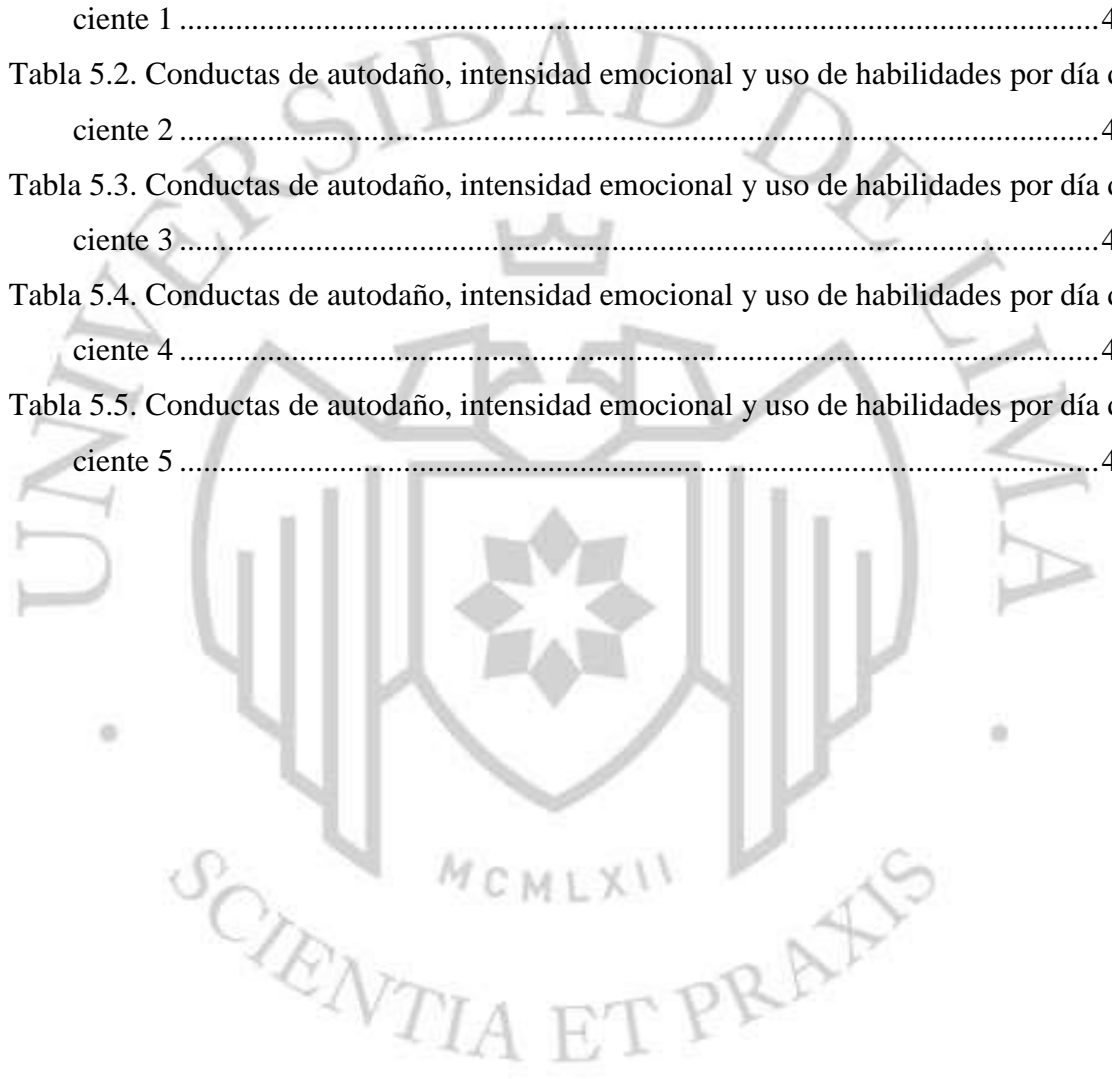 ciente 1 .......................................................................................................... 4
Tabla 5.2. Conductas de autodaño, intensidad emocional y uso de habilidades por día
ciente 2 .......................................................................................................... 4
Tabla 5.3. Conductas de autodaño, intensidad emocional y uso de habilidades por día
ciente 3 .......................................................................................................... 4
Tabla 5.4. Conductas de autodaño, intensidad emocional y uso de habilidades por día
ciente 4 .......................................................................................................... 4
Tabla 5.5. Conductas de autodaño, intensidad emocional y uso de habilidades por día
ciente 5 .......................................................................................................... 4
UNIVERSIDAD DE LIMA
MCMLXII
SCIENTIA ET PRAXIS